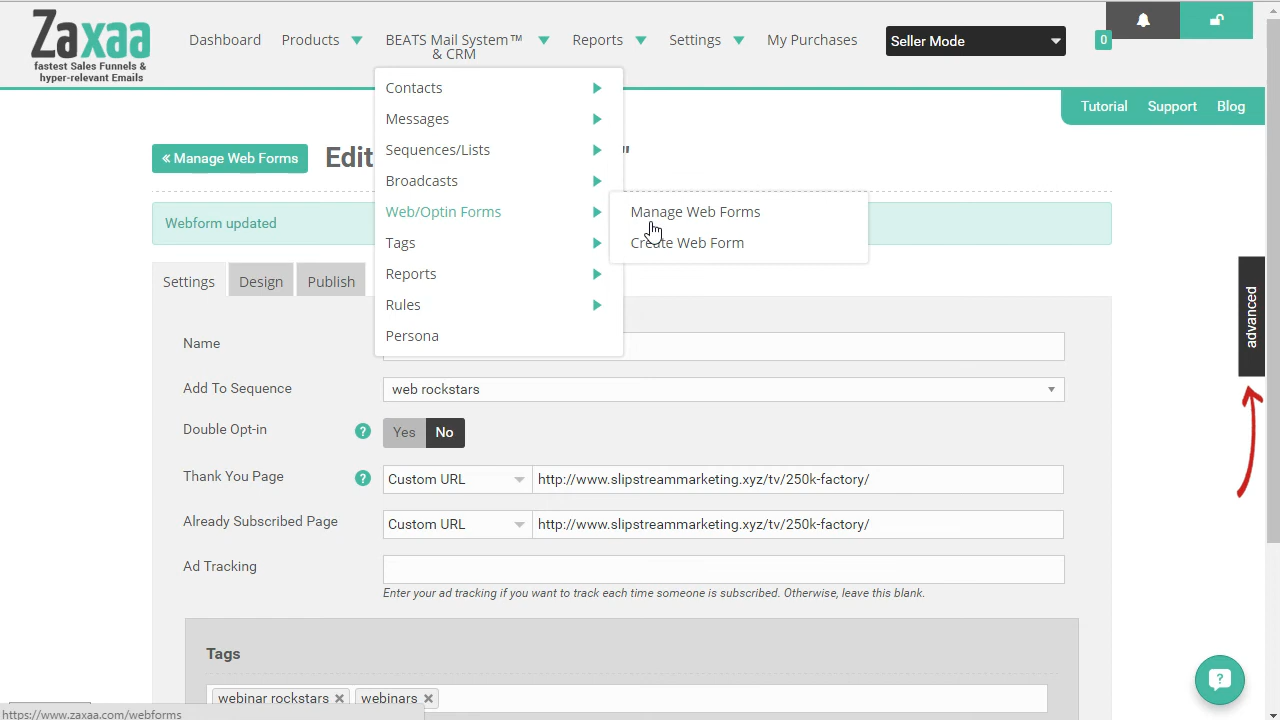 Zaxaa
fastest Sales Funnels &
hyper-relevant Emails
Dashboard
Products
BEATS Mail System™
& CRM
Reports
Settings
My Purchases
Seller Mode
0
Tutorial
Support
Blog
Contacts
Messages
Sequences/Lists
Broadcasts
Web/Optin Forms
Tags
Reports
Rules
Persona
Manage Web Forms
Create Web Form
« Manage Web Forms
Edit "
Webform updated
Settings
Design
Publish
advanced
Name
Add To Sequence
web rockstars
Double Opt-in
?
Yes
No
Thank You Page
?
Custom URL
http://www.slipstreammarketing.xyz/tv/250k-factory/
Already Subscribed Page
Custom URL
http://www.slipstreammarketing.xyz/tv/250k-factory/
Ad Tracking
Enter your ad tracking if you want to track each time someone is subscribed. Otherwise, leave this blank.
Tags
webinar rockstars ×
webinars ×
?
https://www.zaxaa.com/webforms